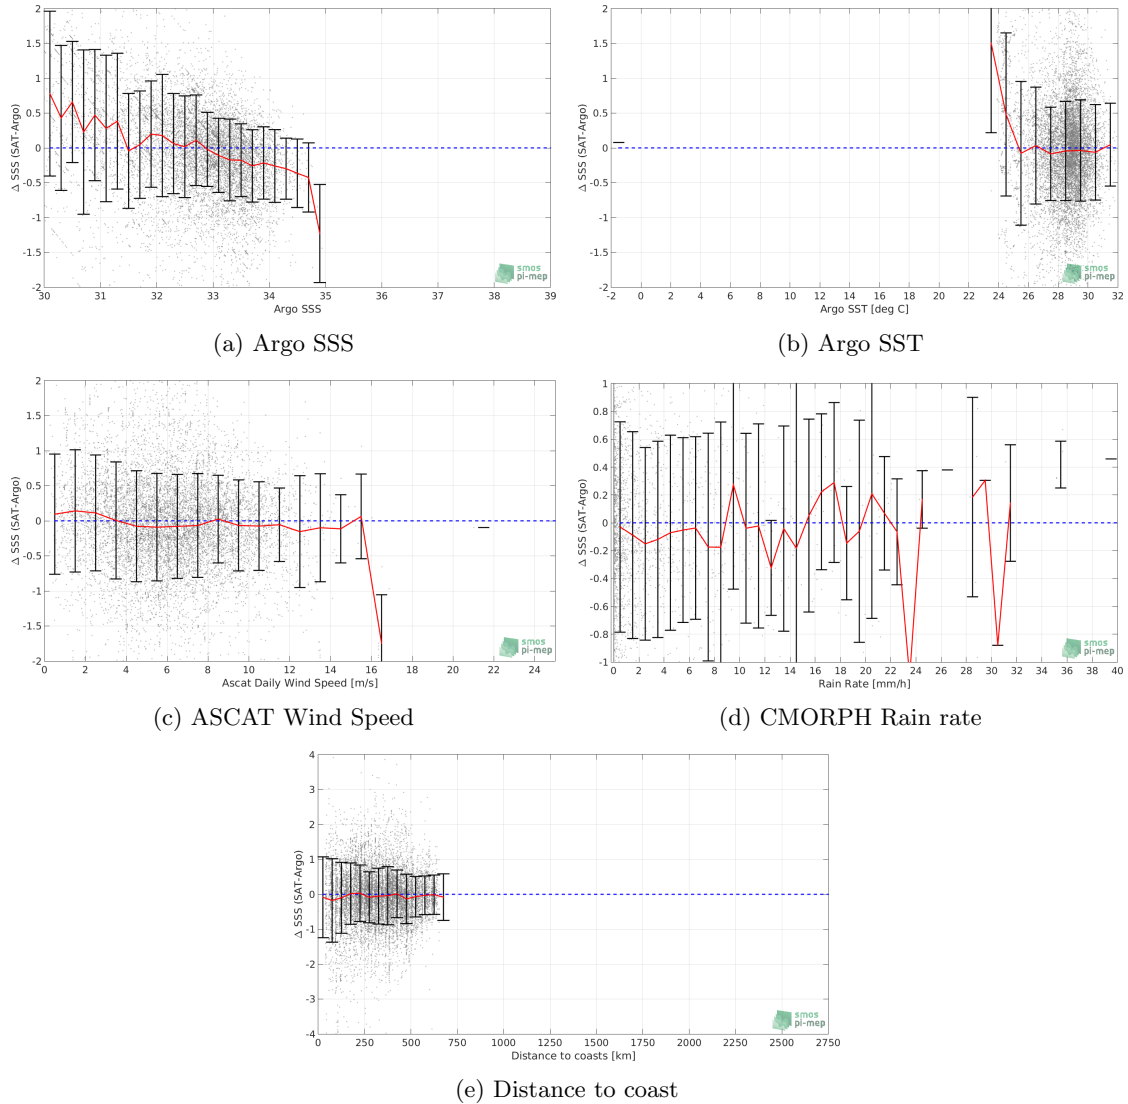 2
1.5
1
0.5
0
-0.5
-1
-1.5
-2
Δ SSS (SAT-Argo)
30 31 32 33 34 35 36 37 38 39
Argo SSS
smos
pi-mep
(a) Argo SSS
2
1.5
1
0.5
0
-0.5
-1
-1.5
-2
Δ SSS (SAT-Argo)
-2 0 2 4 6 8 10 12 14 16 18 20 22 24 26 28 30 32
Argo SST [deg C]
smos
pi-mep
(b) Argo SST
2
1.5
1
0.5
0
-0.5
-1
-1.5
-2
Δ SSS (SAT-Argo)
0 2 4 6 8 10 12 14 16 18 20 22 24
Ascat Daily Wind Speed [m/s]
smos
pi-mep
(c) ASCAT Wind Speed
1
0.8
0.6
0.4
0.2
0
-0.2
-0.4
-0.6
-0.8
-1
Δ SSS (SAT-Argo)
0 2 4 6 8 10 12 14 16 18 20 22 24 26 28 30 32 34 36 38 40
Rain Rate [mm/h]
smos
pi-mep
(d) CMORPH Rain rate
4
3
2
1
0
-1
-2
-3
-4
Δ SSS (SAT-Argo)
0 250 500 750 1000 1250 1500 1750 2000 2250 2500 2750
Distance to coasts [km]
smos
pi-mep
(e) Distance to coast